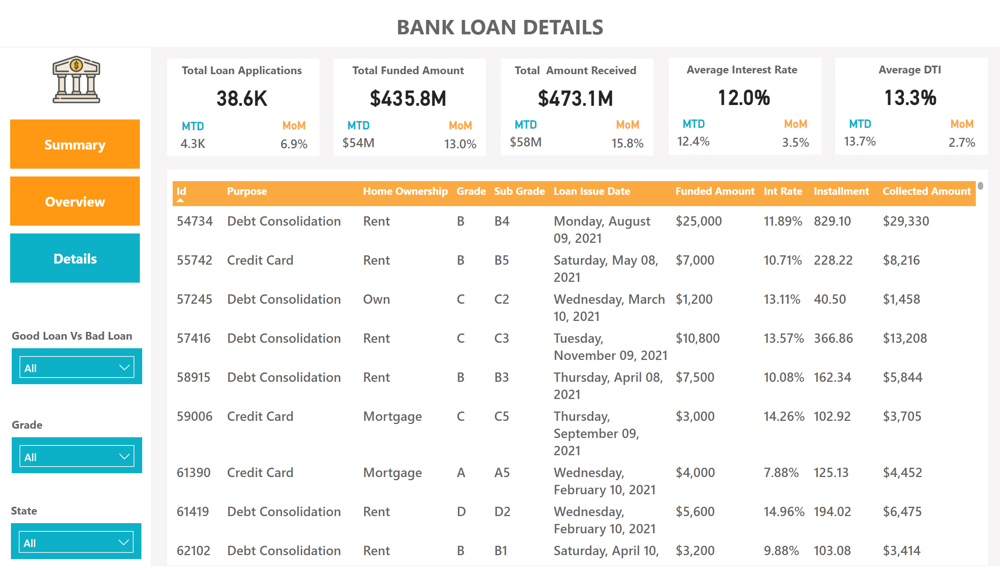 BANK LOAN DETAILS
$
Summary
Overview
Details
Good Loan Vs Bad Loan
All
Grade
All
State
All
Total Loan Applications
38.6K
MTD MoM
4.3K 6.9%
Total Funded Amount
$435.8M
MTD MoM
$54M 13.0%
Total Amount Received
$473.1M
MTD MoM
$58M 15.8%
Average Interest Rate
12.0%
MTD MoM
12.4% 3.5%
Average DTI
13.3%
MTD MoM
13.7% 2.7%
Id Purpose Home Ownership Grade Sub Grade Loan Issue Date Funded Amount Int Rate Installment Collected Amount
54734 Debt Consolidation Rent B B4 Monday, August $25,000 11.89% 829.10 $29,330
09, 2021
55742 Credit Card Rent B B5 Saturday, May 08, $7,000 10.71% 228.22 $8,216
2021
57245 Debt Consolidation Own C C2 Wednesday, March $1,200 13.11% 40.50 $1,458
10, 2021
57416 Debt Consolidation Rent C C3 Tuesday, $10,800 13.57% 366.86 $13,208
November 09, 2021
58915 Debt Consolidation Rent B B3 Thursday, April 08, $7,500 10.08% 162.34 $5,844
2021
59006 Credit Card Mortgage C C5 Thursday, $3,000 14.26% 102.92 $3,705
September 09,
2021
61390 Credit Card Mortgage A A5 Wednesday, $4,000 7.88% 125.13 $4,452
February 10, 2021
61419 Debt Consolidation Rent D D2 Wednesday, $5,600 14.96% 194.02 $6,475
February 10, 2021
62102 Debt Consolidation Rent B B1 Saturday, April 10, $3,200 9.88% 103.08 $3,414